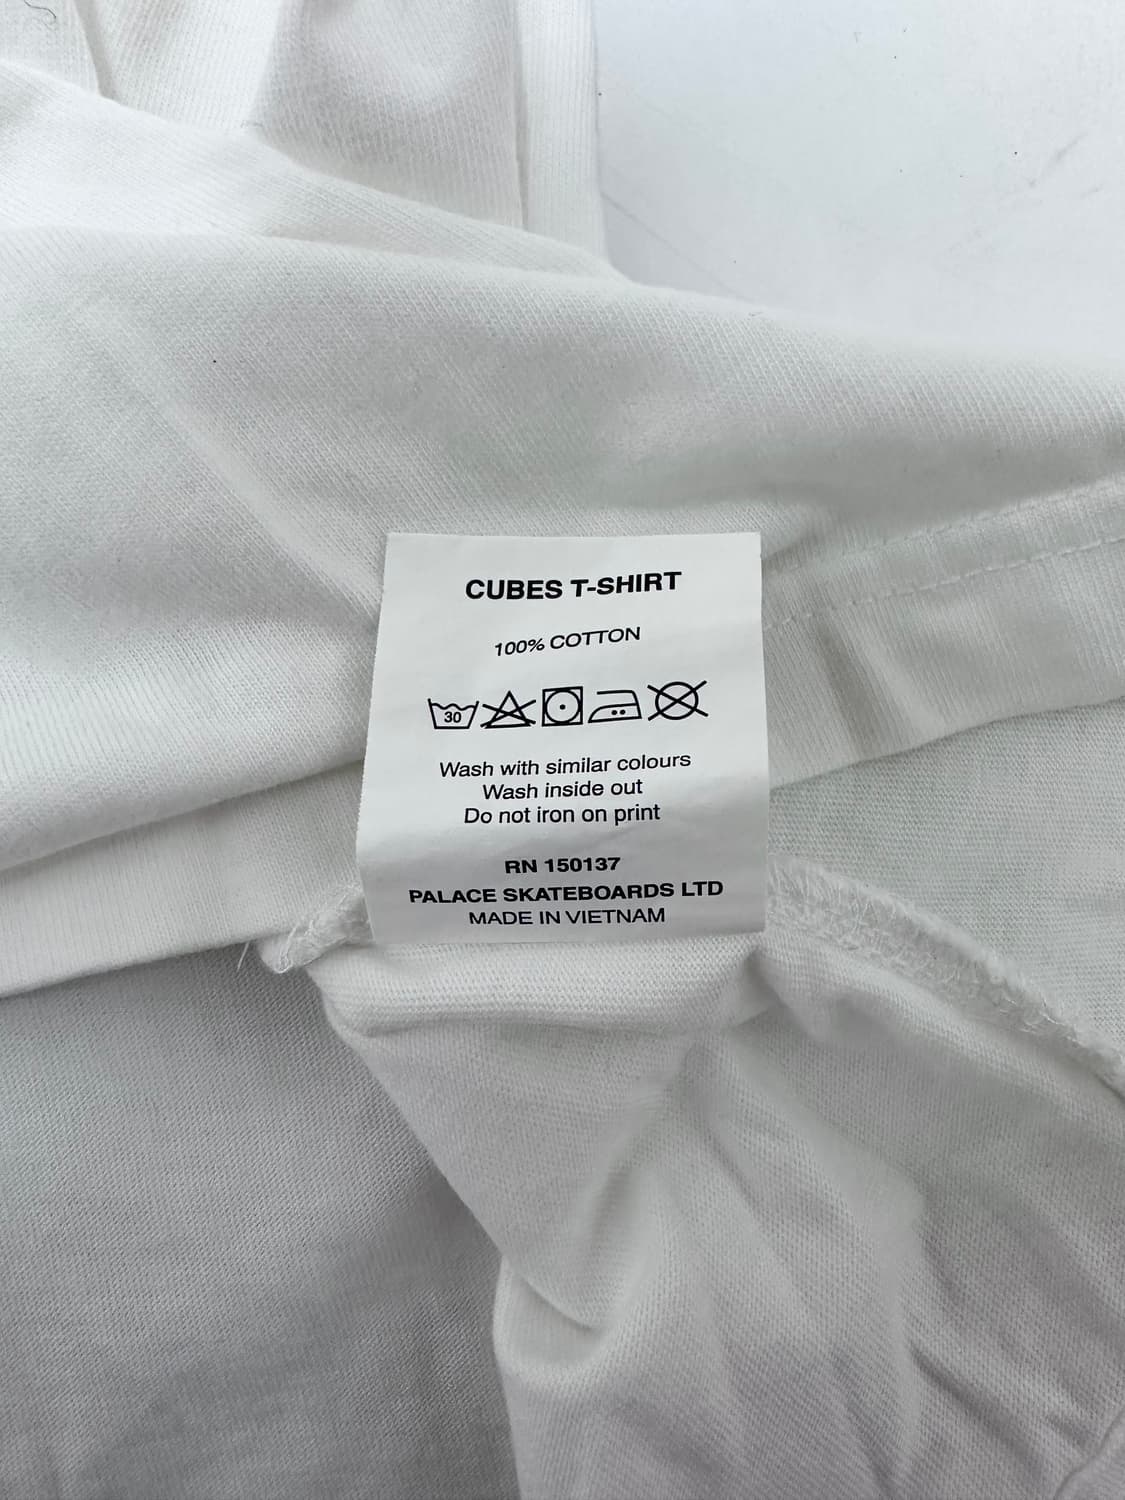 CUBES T-SHIRT
100% COTTON
30
Wash with similar colours
Wash inside out
Do not iron on print
RN 150137
PALACE SKATEBOARDS LTD
MADE IN VIETNAM